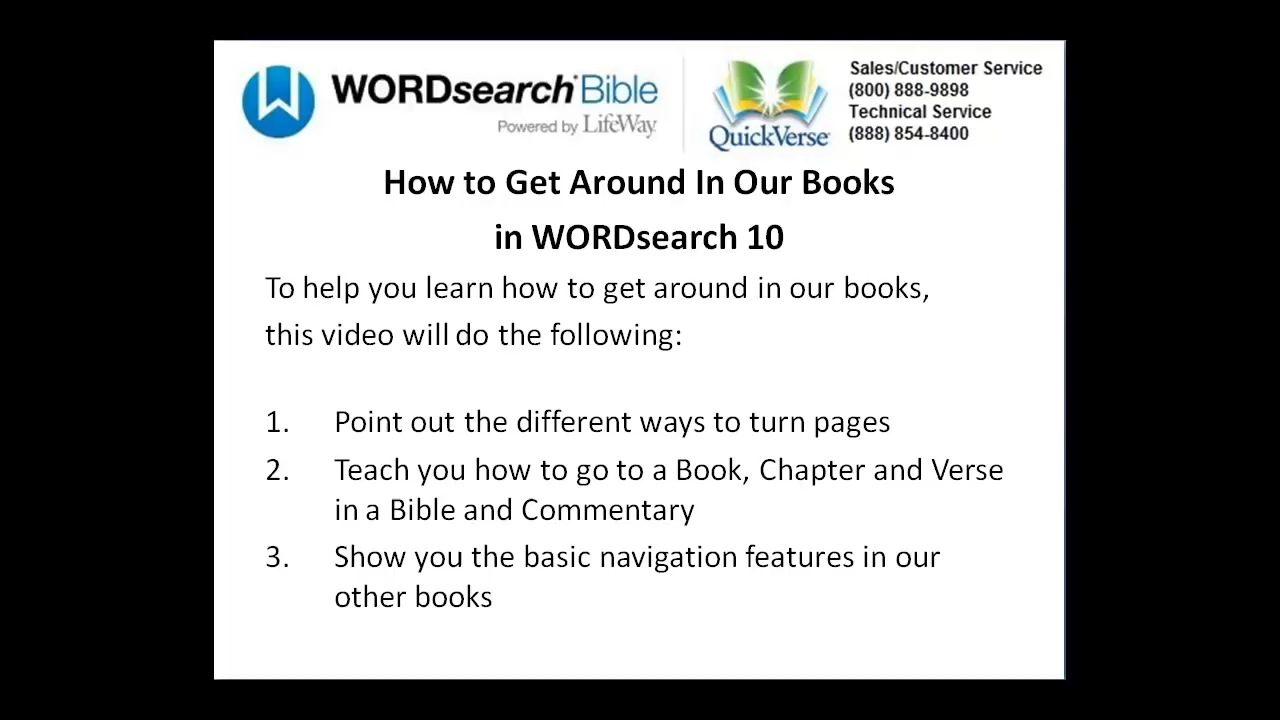 WORDsearch® Bible
Powered by LifeWay
QuickVerse®
Sales/Customer Service
(800) 888-9898
Technical Service
(888) 854-8400
How to Get Around In Our Books
in WORDsearch 10
To help you learn how to get around in our books,
this video will do the following:
1. Point out the different ways to turn pages
2. Teach you how to go to a Book, Chapter and Verse
in a Bible and Commentary
3. Show you the basic navigation features in our
other books